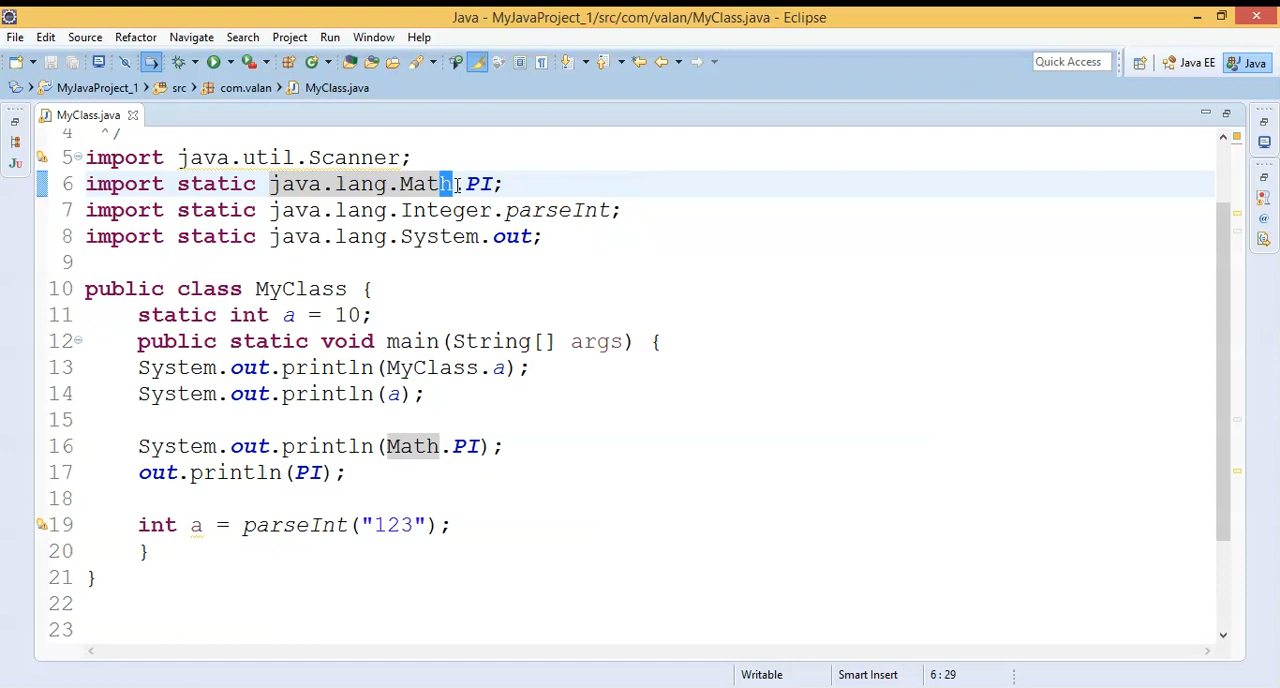 Java - MyJavaProject_1/src/com/valan/MyClass.java - Eclipse
File Edit Source Refactor Navigate Search Project Run Window Help
Quick Access Java EE Java
MyJavaProject_1 src com.valan MyClass.java
MyClass.java
4 */
5 import java.util.Scanner;
6 import static java.lang.Math.PI;
7 import static java.lang.Integer.parseInt;
8 import static java.lang.System.out;
9
10 public class MyClass {
11 static int a = 10;
12 public static void main(String[] args) {
13 System.out.println(MyClass.a);
14 System.out.println(a);
15
16 System.out.println(Math.PI);
17 out.println(PI);
18
19 int a = parseInt("123");
20 }
21 }
22
23
Writable Smart Insert 6 : 29